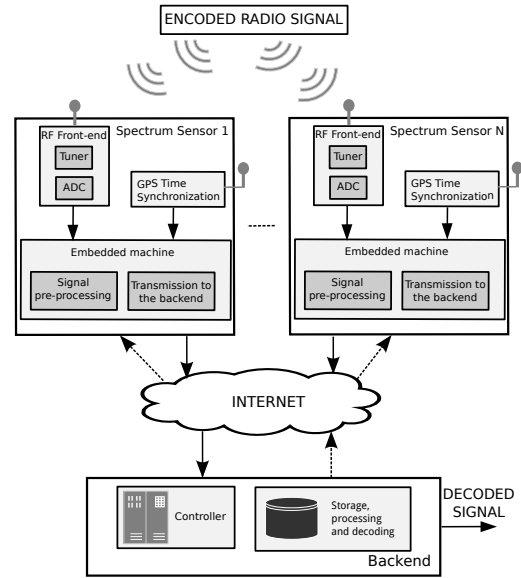 ENCODED RADIO SIGNAL
Spectrum Sensor 1
RF Front-end
Tuner
ADC
GPS Time
Synchronization
Embedded machine
Signal
pre-processing
Transmission to
the backend
Spectrum Sensor N
RF Front-end
Tuner
ADC
GPS Time
Synchronization
Embedded machine
Signal
pre-processing
Transmission to
the backend
INTERNET
Controller
Storage,
processing
and decoding
Backend
DECODED
SIGNAL